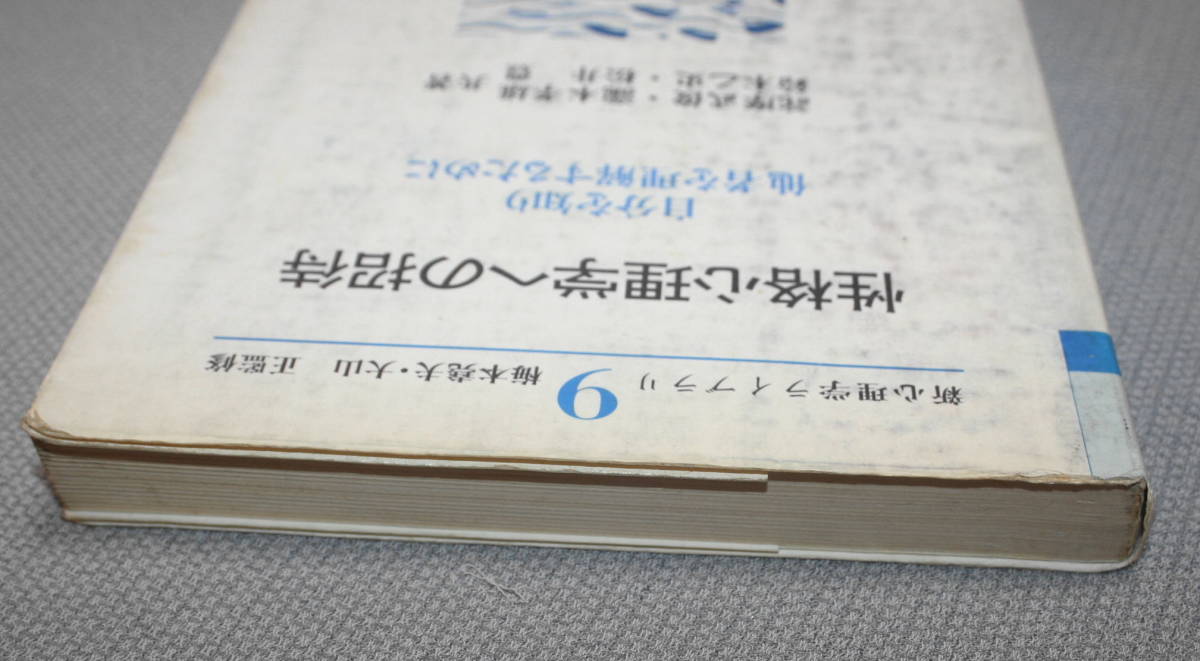 新心理学ライブラリ 9 梅本堯夫・大山 正監修
性格心理学への招待
自分を知り
他者を理解するために
詫摩武俊・瀧本孝雄 共著
鈴木乙史・松井 豊